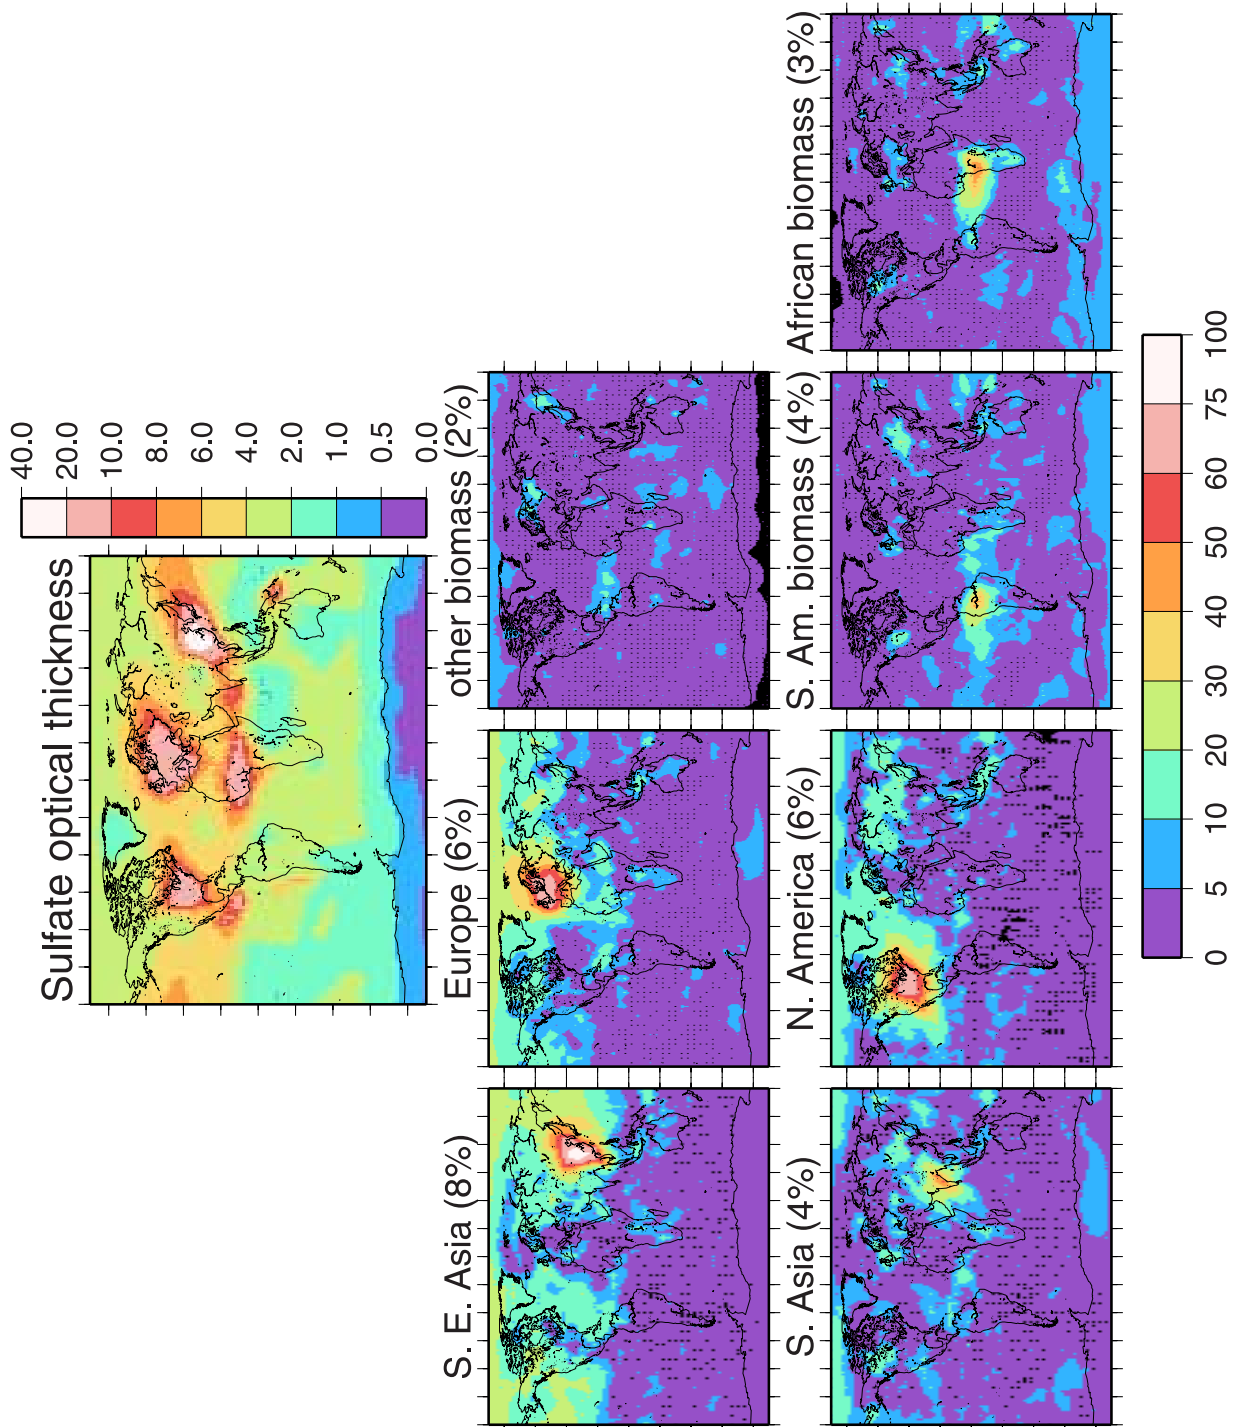 Sulfate optical thickness
40.0
20.0
10.0
8.0
6.0
4.0
2.0
1.0
0.5
0.0
S. E. Asia (8%)
Europe (6%)
other biomass (2%)
S. Asia (4%)
N. America (6%)
S. Am. biomass (4%)
African biomass (3%)
0 5 10 20 30 40 50 60 75 100